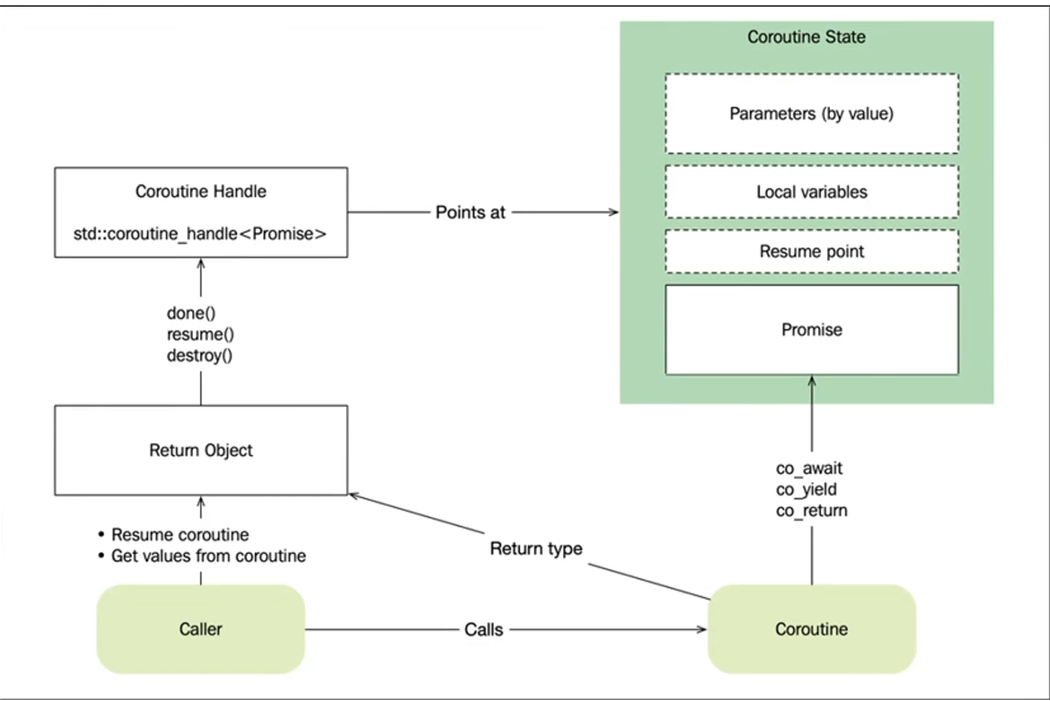 Coroutine State
Parameters (by value)
Local variables
Resume point
Promise
Coroutine Handle
std::coroutine_handle<Promise>
Points at
done()
resume()
destroy()
Return Object
• Resume coroutine
• Get values from coroutine
Return type
co_await
co_yield
co_return
Caller
Calls
Coroutine